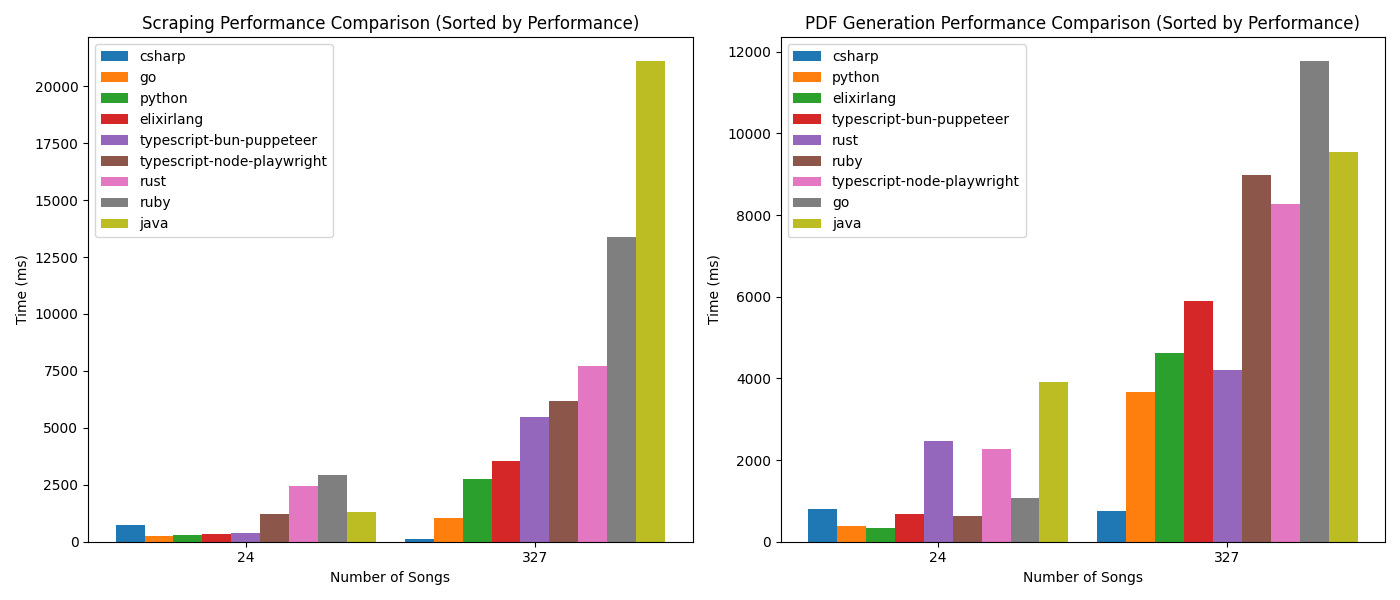 Scraping Performance Comparison (Sorted by Performance)
Time (ms)
20000
17500
15000
12500
10000
7500
5000
2500
0
csharp
go
python
elixirlang
typescript-bun-puppeteer
typescript-node-playwright
rust
ruby
java
24
327
Number of Songs
PDF Generation Performance Comparison (Sorted by Performance)
Time (ms)
12000
10000
8000
6000
4000
2000
0
csharp
python
elixirlang
typescript-bun-puppeteer
rust
ruby
typescript-node-playwright
go
java
24
327
Number of Songs